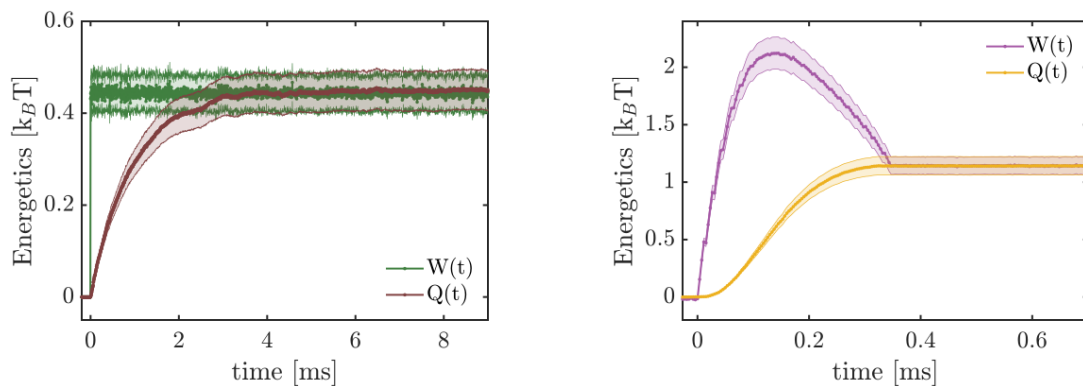 0.6
0.4
0.2
0
Energetics [k_BT]
W(t)
Q(t)
0 2 4 6 8
time [ms]
2
1.5
1
0.5
0
Energetics [k_BT]
W(t)
Q(t)
0 0.2 0.4 0.6
time [ms]